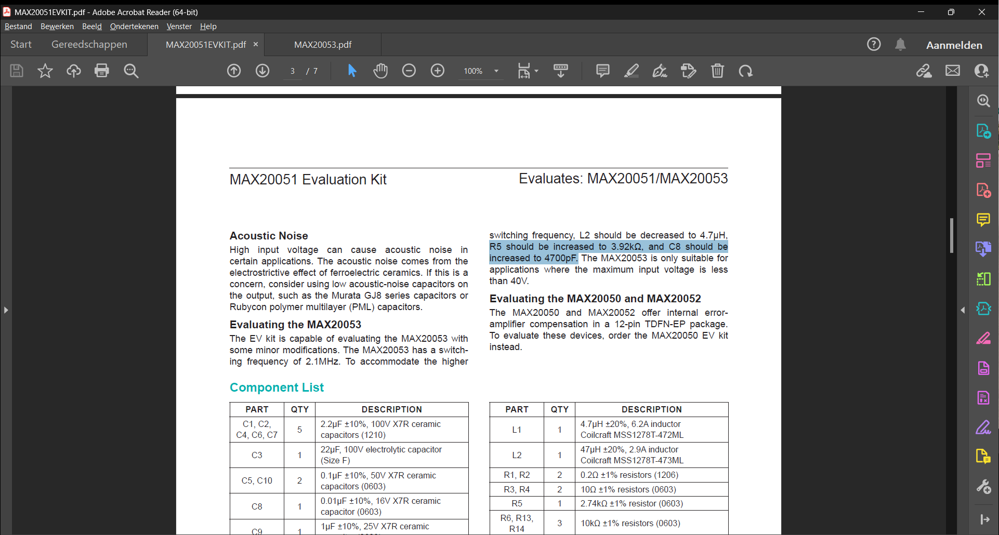 MAX20051EVKIT.pdf - Adobe Acrobat Reader (64-bit)
Bestand Bewerken Beeld Ondertekenen Venster Help
Start Gereedschappen MAX20051EVKIT.pdf × MAX20053.pdf Aanmelden
3 / 7 100%
MAX20051 Evaluation Kit
Evaluates: MAX20051/MAX20053
Acoustic Noise
High input voltage can cause acoustic noise in
certain applications. The acoustic noise comes from the
electrostrictive effect of ferroelectric ceramics. If this is a
concern, consider using low acoustic-noise capacitors on
the output, such as the Murata GJ8 series capacitors or
Rubycon polymer multilayer (PML) capacitors.
Evaluating the MAX20053
The EV kit is capable of evaluating the MAX20053 with
some minor modifications. The MAX20053 has a switch-
ing frequency of 2.1MHz. To accommodate the higher
switching frequency, L2 should be decreased to 4.7µH,
R5 should be increased to 3.92kΩ, and C8 should be
increased to 4700pF. The MAX20053 is only suitable for
applications where the maximum input voltage is less
than 40V.
Evaluating the MAX20050 and MAX20052
The MAX20050 and MAX20052 offer internal error-
amplifier compensation in a 12-pin TDFN-EP package.
To evaluate these devices, order the MAX20050 EV kit
instead.
Component List
PART QTY DESCRIPTION
C1, C2,
C4, C6, C7
5
2.2µF ±10%, 100V X7R ceramic
capacitors (1210)
C3
1
22µF, 100V electrolytic capacitor
(Size F)
C5, C10
2
0.1µF ±10%, 50V X7R ceramic
capacitors (0603)
C8
1
0.01µF ±10%, 16V X7R ceramic
capacitor (0603)
C9
1
1µF ±10%, 25V X7R ceramic
PART QTY DESCRIPTION
L1
1
4.7µH ±20%, 6.2A inductor
Coilcraft MSS1278T-472ML
L2
1
47µH ±20%, 2.9A inductor
Coilcraft MSS1278T-473ML
R1, R2 2 0.2Ω ±1% resistors (1206)
R3, R4 2 10Ω ±1% resistors (0603)
R5 1 2.74kΩ ±1% resistor (0603)
R6, R13,
R14
3
10kΩ ±1% resistors (0603)